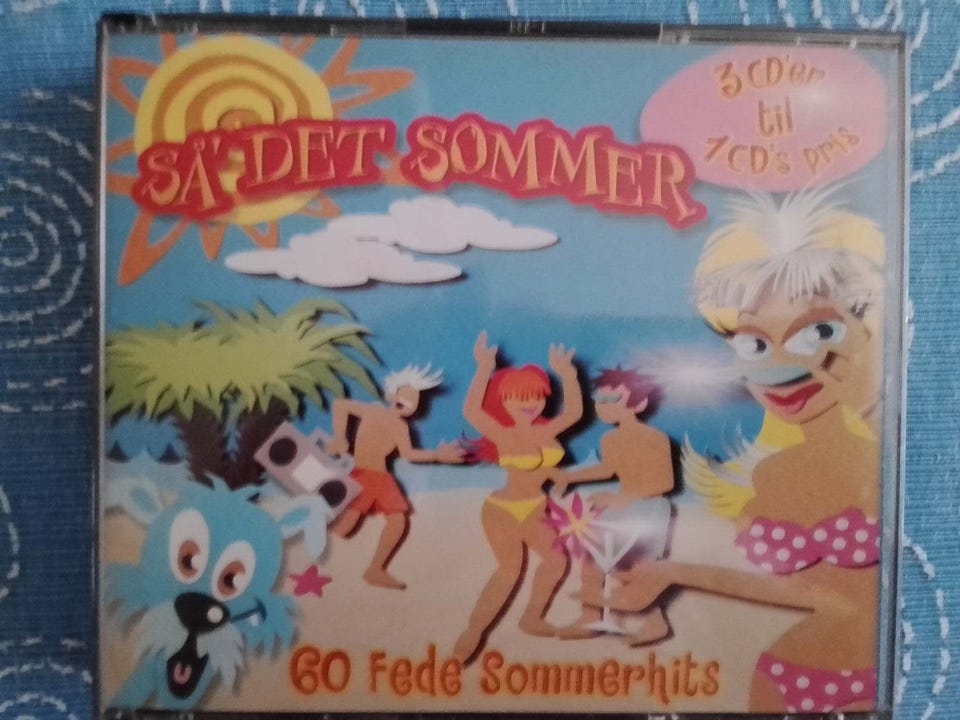 SÅ' DET SOMMER
3 CD'er
til
1 CD's pris
60 Fede Sommerhits